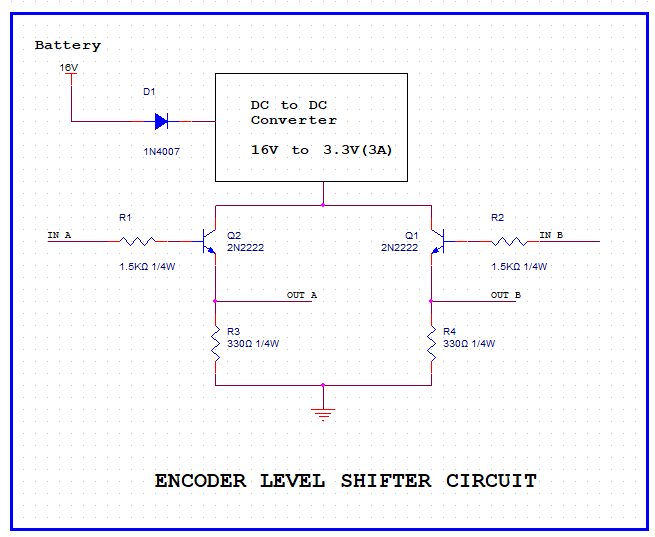 Battery
16V
D1
1N4007
DC to DC
Converter
16V to 3.3V(3A)
IN A
R1
1.5KΩ 1/4W
Q2
2N2222
Q1
2N2222
R2
IN B
1.5KΩ 1/4W
OUT A
OUT B
R3
330Ω 1/4W
R4
330Ω 1/4W
ENCODER LEVEL SHIFTER CIRCUIT